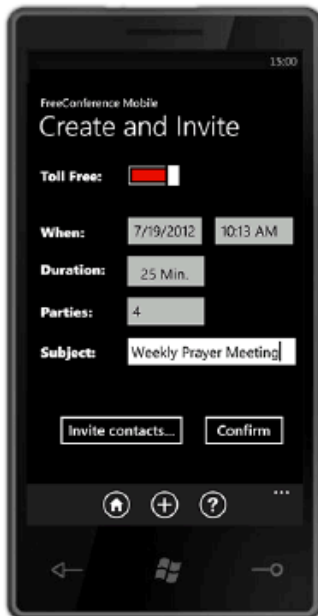 15:00
FreeConference Mobile
Create and Invite
Toll Free:
When: 7/19/2012 10:13 AM
Duration: 25 Min.
Parties: 4
Subject: Weekly Prayer Meeting
Invite contacts... Confirm
?
...